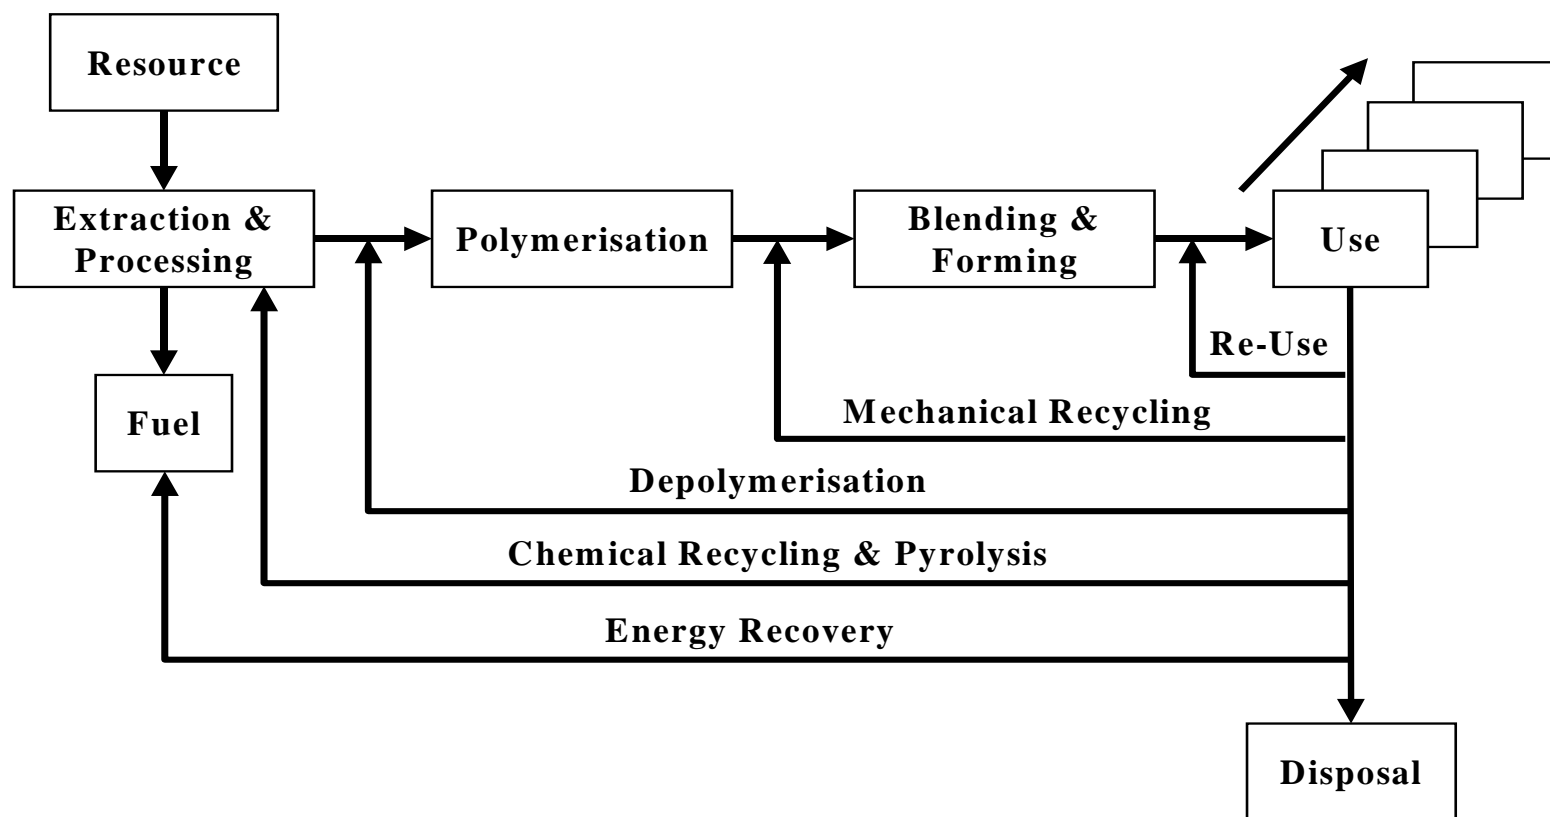 Resource
Extraction &
Processing
Polymerisation
Blending &
Forming
Use
Re-Use
Fuel
Mechanical Recycling
Depolymerisation
Chemical Recycling & Pyrolysis
Energy Recovery
Disposal